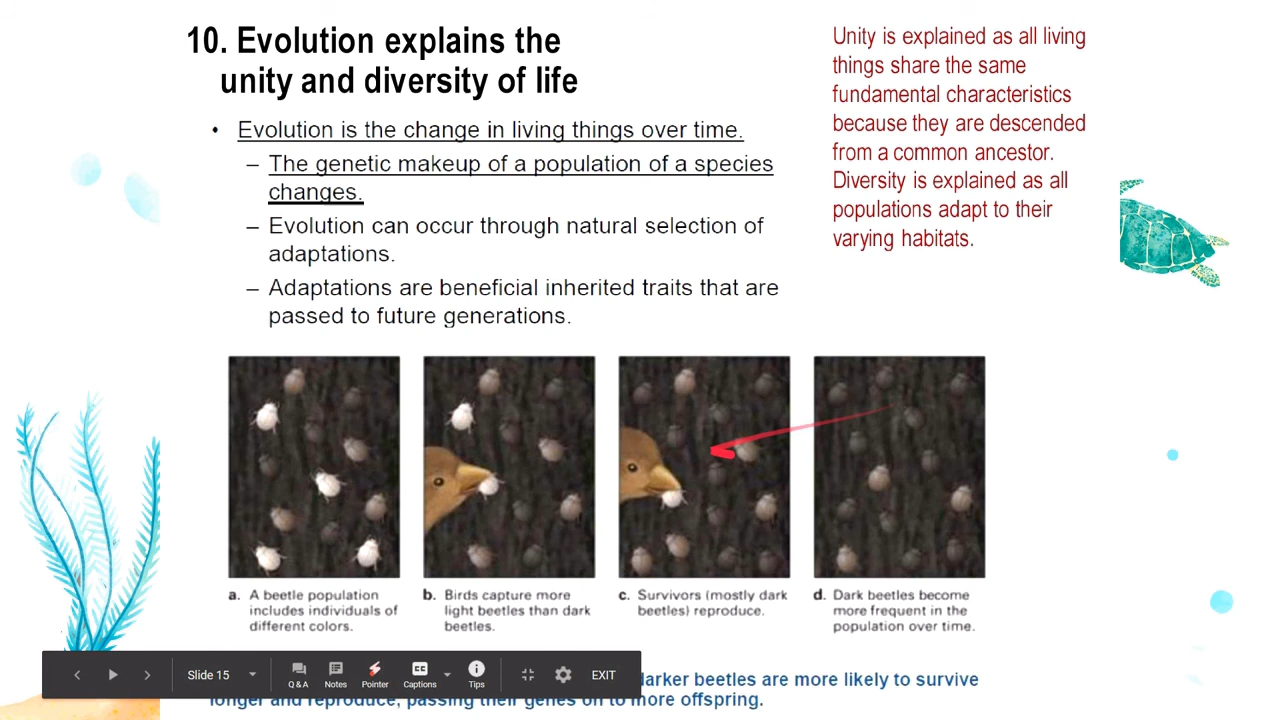 10. Evolution explains the
unity and diversity of life
• Evolution is the change in living things over time.
– The genetic makeup of a population of a species
changes.
– Evolution can occur through natural selection of
adaptations.
– Adaptations are beneficial inherited traits that are
passed to future generations.
Unity is explained as all living
things share the same
fundamental characteristics
because they are descended
from a common ancestor.
Diversity is explained as all
populations adapt to their
varying habitats.
a. A beetle population
includes individuals of
different colors.
b. Birds capture more
light beetles than dark
beetles.
c. Survivors (mostly dark
beetles) reproduce.
d. Dark beetles become
more frequent in the
population over time.
darker beetles are more likely to survive
longer and reproduce, passing their genes on to more offspring.
Slide 15
Q & A
Notes
Pointer
CC
Captions
Tips
EXIT